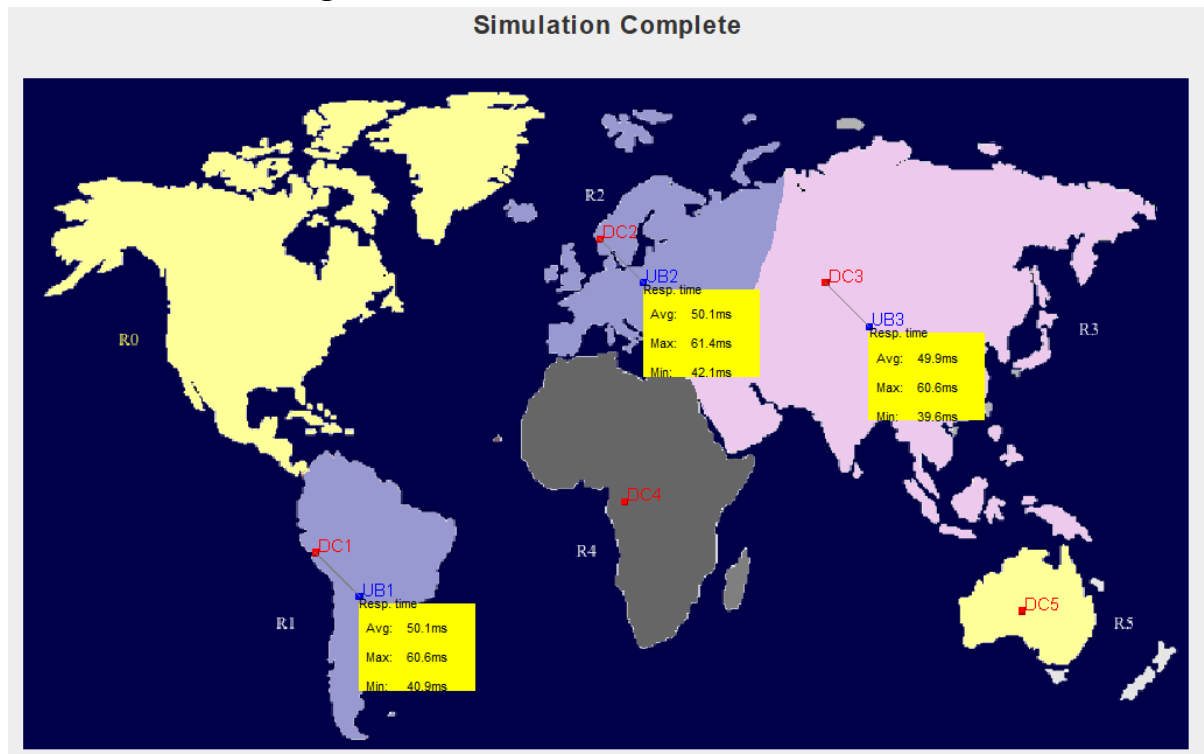 Simulation Complete
R2
DC2
UB2
Resp. time
Avg: 50.1ms
Max: 61.4ms
Min: 42.1ms
DC3
UB3
Resp. time
Avg: 49.9ms
Max: 60.6ms
Min: 39.6ms
R0
R3
DC4
R4
DC1
UB1
Resp. time
Avg: 50.1ms
Max: 60.6ms
Min: 40.9ms
R1
DC5
R5